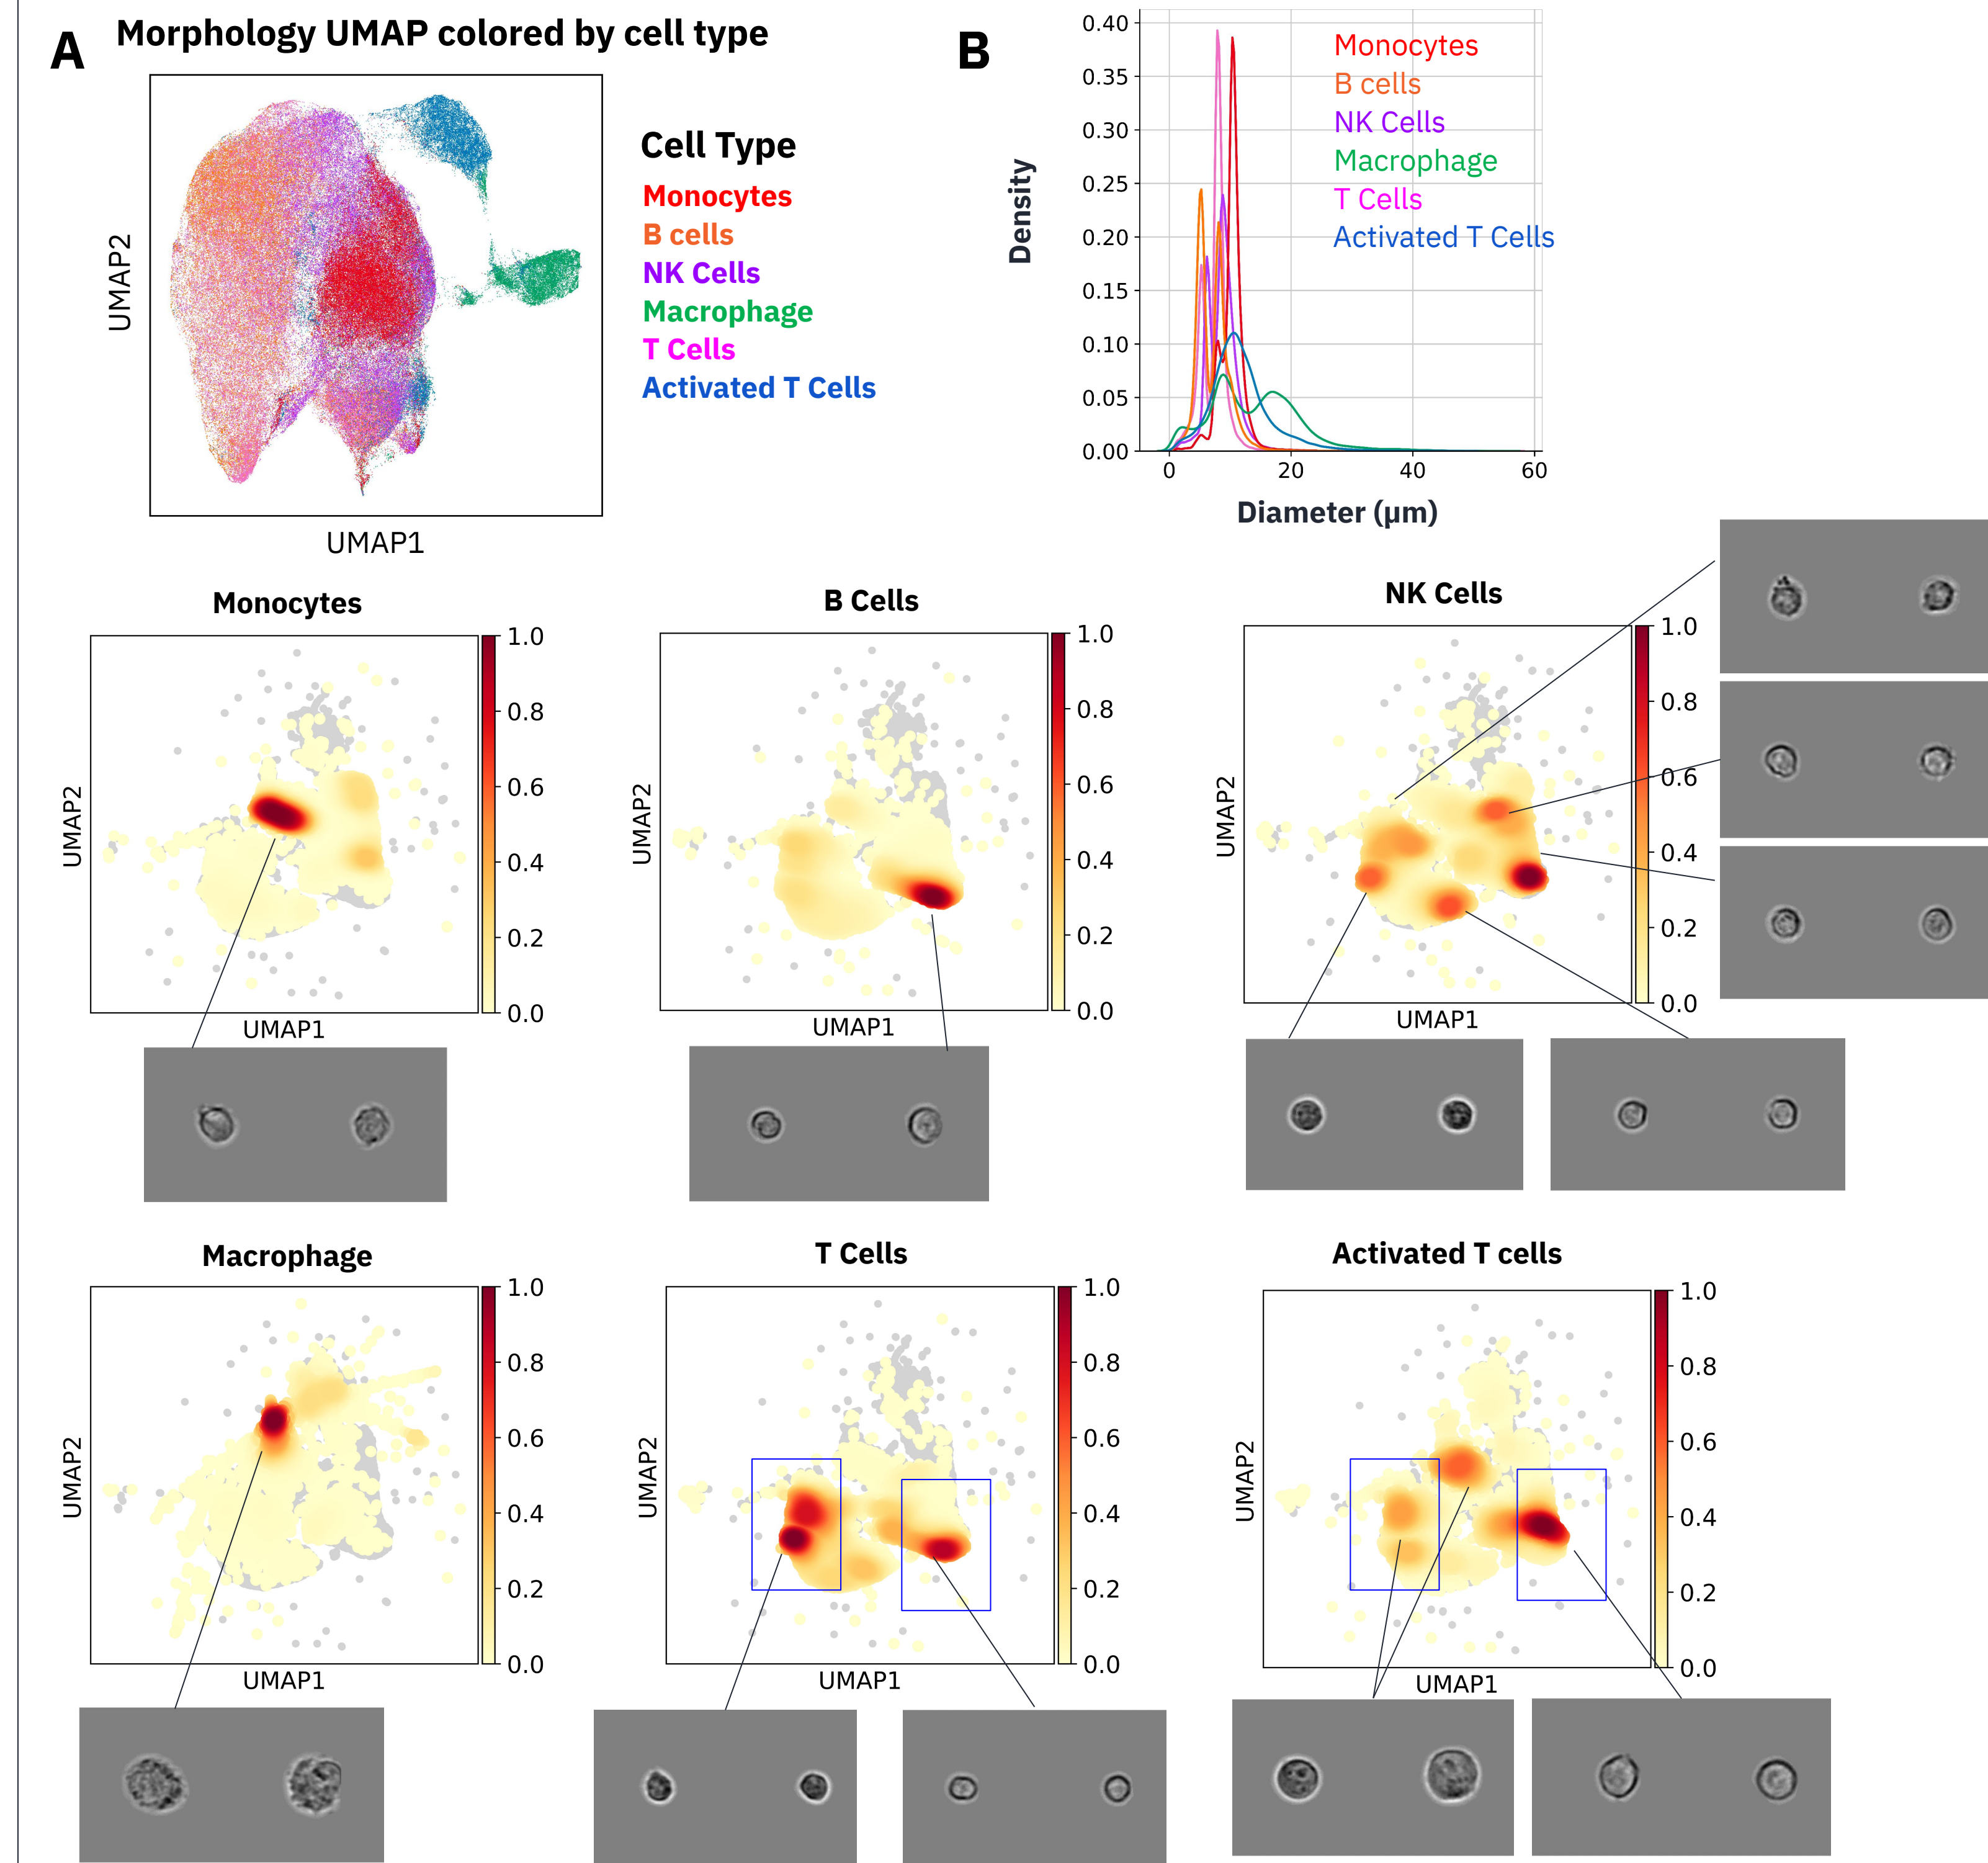 A
Morphology UMAP colored by cell type
UMAP2
UMAP1
Cell Type
Monocytes
B cells
NK Cells
Macrophage
T Cells
Activated T Cells
B
Density
0.40
0.35
0.30
0.25
0.20
0.15
0.10
0.05
0.00
0 20 40 60
Diameter (µm)
Monocytes
B cells
NK Cells
Macrophage
T Cells
Activated T Cells
Monocytes
UMAP2
UMAP1
1.0
0.8
0.6
0.4
0.2
0.0
B Cells
UMAP2
UMAP1
1.0
0.8
0.6
0.4
0.2
0.0
NK Cells
UMAP2
UMAP1
1.0
0.8
0.6
0.4
0.2
0.0
Macrophage
UMAP2
UMAP1
1.0
0.8
0.6
0.4
0.2
0.0
T Cells
UMAP2
UMAP1
1.0
0.8
0.6
0.4
0.2
0.0
Activated T cells
UMAP2
UMAP1
1.0
0.8
0.6
0.4
0.2
0.0